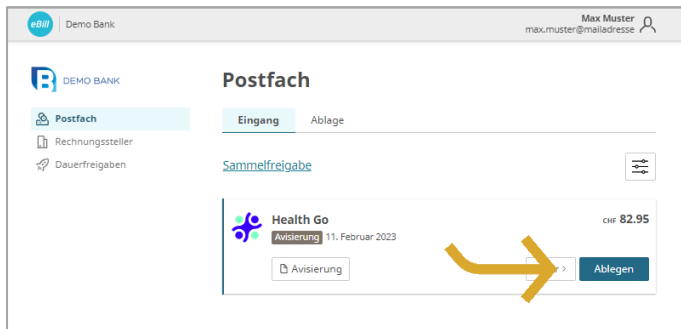 eBill Demo Bank
Max Muster
max.muster@mailadresse
DEMO BANK
Postfach
Rechnungssteller
Dauerfreigaben
Postfach
Eingang Ablage
Sammelfreigabe
Health Go CHF 82.95
Avisierung 11. Februar 2023
Avisierung Ablegen